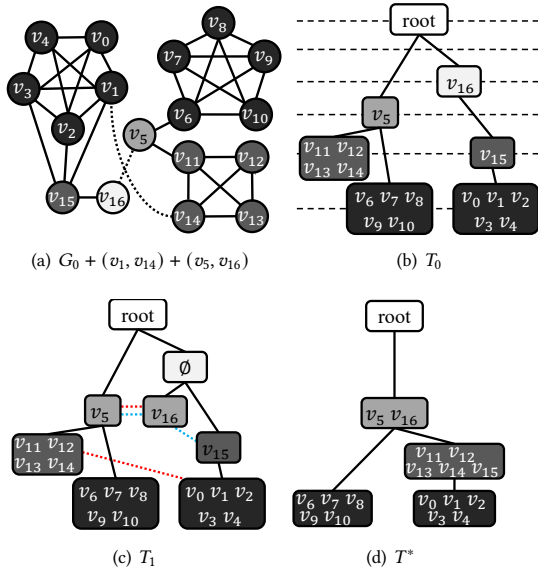 v₄ v₀ v₈
v₃ v₁ v₇ v₉
v₂ v₆ v₁₀
v₅
v₁₁ v₁₂
v₁₅ v₁₆ v₁₄ v₁₃
(a) G₀ + (v₁, v₁₄) + (v₅, v₁₆)
root
v₁₆
v₅
v₁₁ v₁₂
v₁₃ v₁₄
v₁₅
v₆ v₇ v₈
v₉ v₁₀
v₀ v₁ v₂
v₃ v₄
(b) T₀
root
∅
v₅ v₁₆
v₁₁ v₁₂
v₁₃ v₁₄
v₁₅
v₆ v₇ v₈
v₉ v₁₀
v₀ v₁ v₂
v₃ v₄
(c) T₁
root
v₅ v₁₆
v₁₁ v₁₂
v₁₃ v₁₄ v₁₅
v₆ v₇ v₈
v₉ v₁₀
v₀ v₁ v₂
v₃ v₄
(d) T*